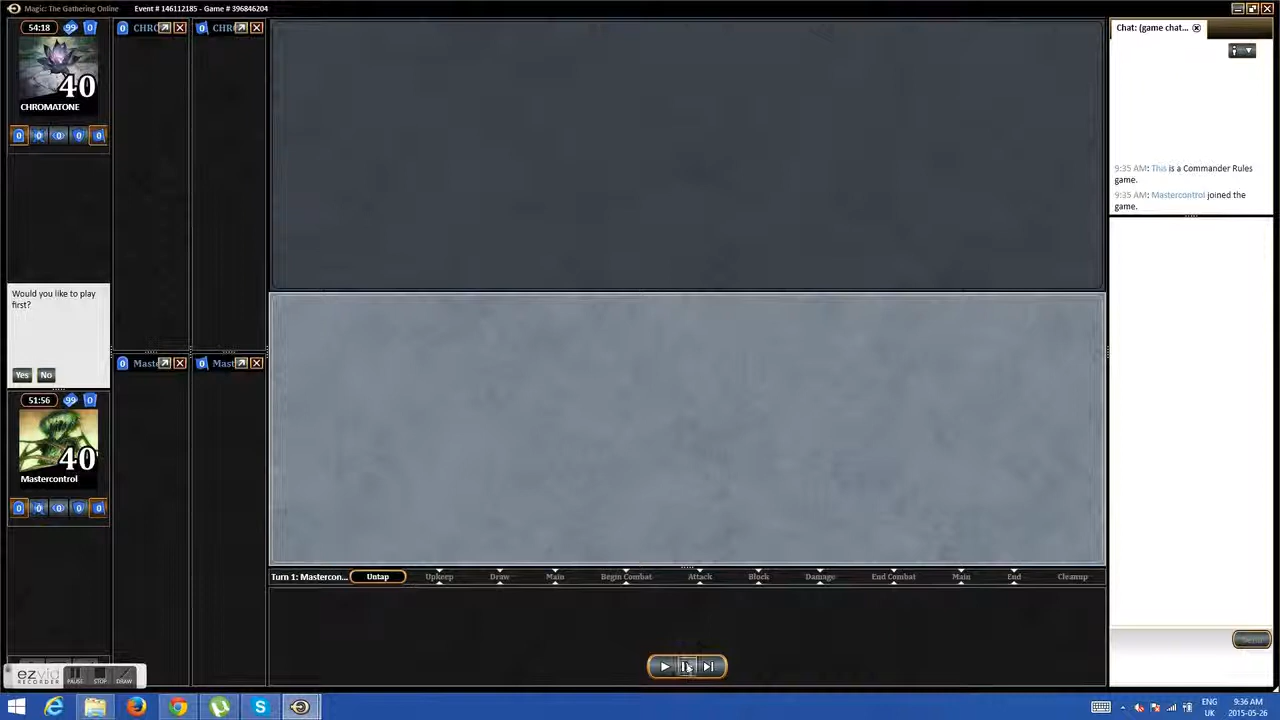 Magic: The Gathering Online Event # 146112185 - Game # 396846204
54:18 99 0
40
CHROMATONE
0 0 0 0 0
0 CHRO
0 CHR
Would you like to play
first?
Yes No
51:56 99 0
40
Mastercontrol
0 0 0 0 0
0 Maste
0 Mast
Turn 1: Mastercon... Untap Upkeep Draw Main Begin Combat Attack Block Damage End Combat Main End Cleanup
Chat: (game chat...
9:35 AM: This is a Commander Rules
game.
9:35 AM: Mastercontrol joined the
game.
Send
ezvid
RECORDER
PAUSE STOP DRAW
ENG
UK
9:36 AM
2015-05-26